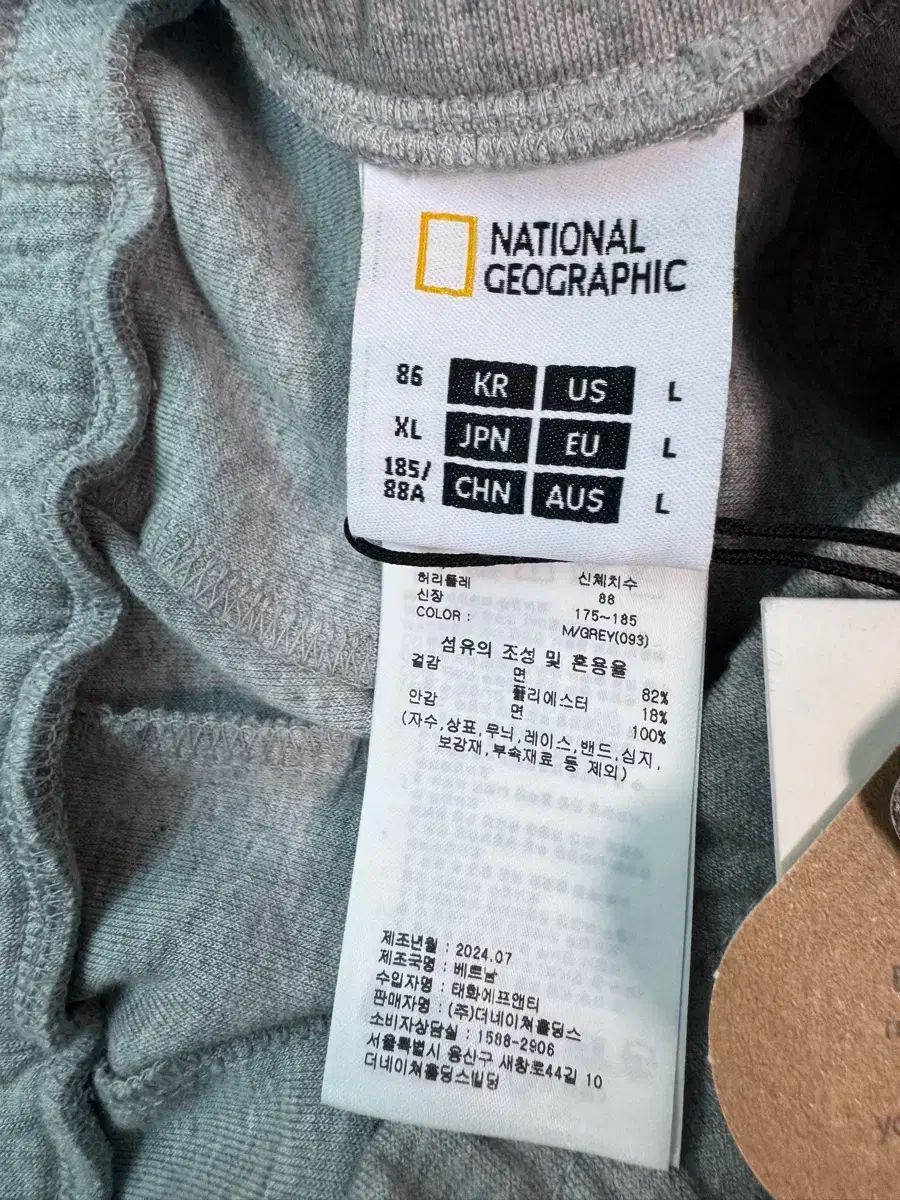 NATIONAL
GEOGRAPHIC
86 KR US L
XL JPN EU L
185/
88A CHN AUS L
허리둘레 신체치수
신장 88
COLOR : 175~185
M/GREY(093)
섬유의 조성 및 혼용율
겉감 면 82%
폴리에스터 18%
안감 면 100%
(자수,상표,무늬,레이스,밴드,심지,
보강재,부속재료 등 제외)
제조년월 : 2024.07
제조국명 : 베트남
수입자명 : 태화에프앤티
판매자명 : (주)더네이쳐홀딩스
소비자상담실 : 1588-2906
서울특별시 용산구 새창로44길 10
더네이쳐홀딩스빌딩